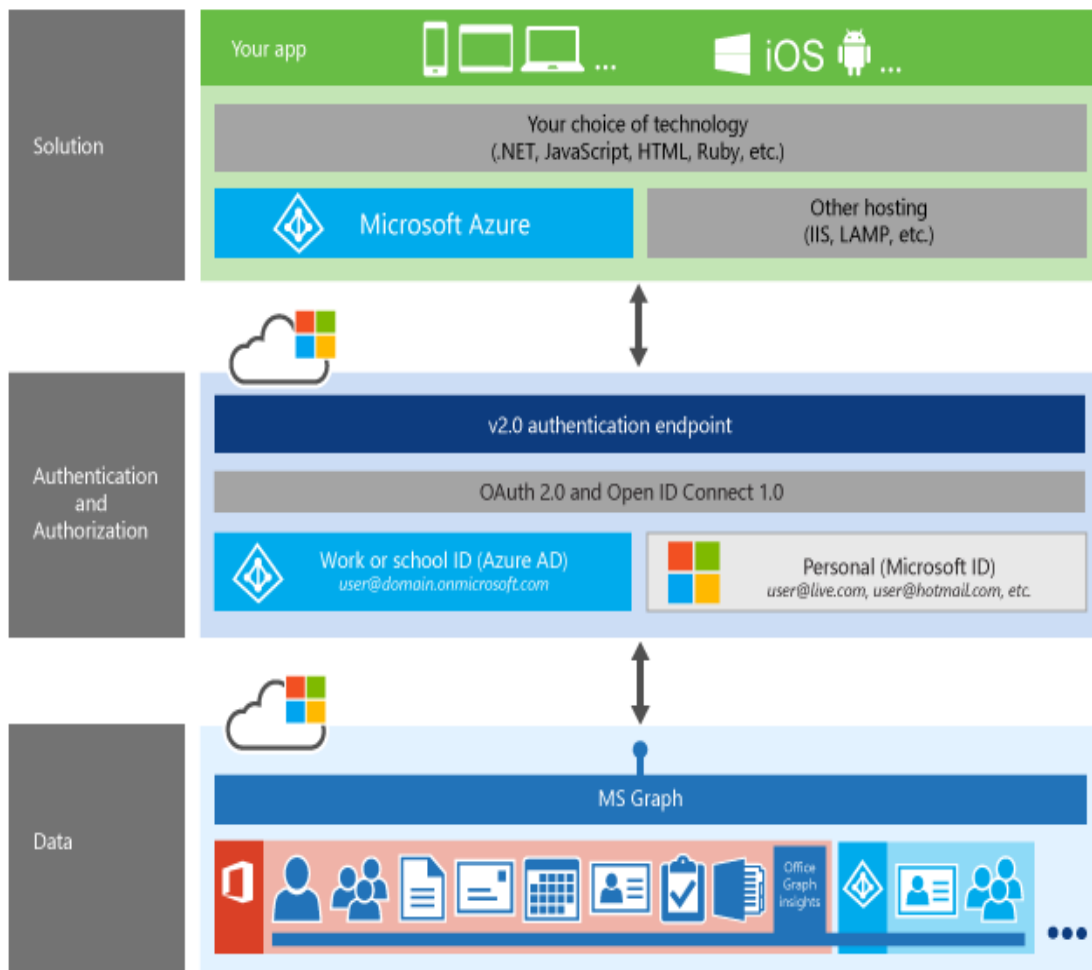 Your app
...
iOS
...
Solution
Your choice of technology
(.NET, JavaScript, HTML, Ruby, etc.)
Microsoft Azure
Other hosting
(IIS, LAMP, etc.)
v2.0 authentication endpoint
Authentication
and
Authorization
OAuth 2.0 and Open ID Connect 1.0
Work or school ID (Azure AD)
user@domain.onmicrosoft.com
Personal (Microsoft ID)
user@live.com, user@hotmail.com, etc.
MS Graph
Data
Office
Graph
insights